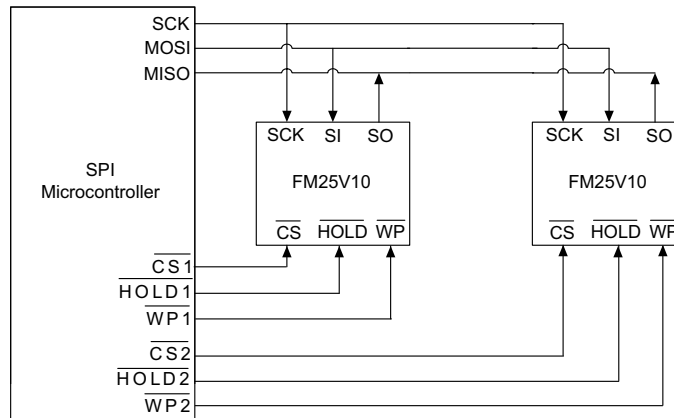 SCK
MOSI
MISO
SPI
Microcontroller
CS1
HOLD1
WP1
CS2
HOLD2
WP2
SCK SI SO
FM25V10
CS HOLD WP
SCK SI SO
FM25V10
CS HOLD WP